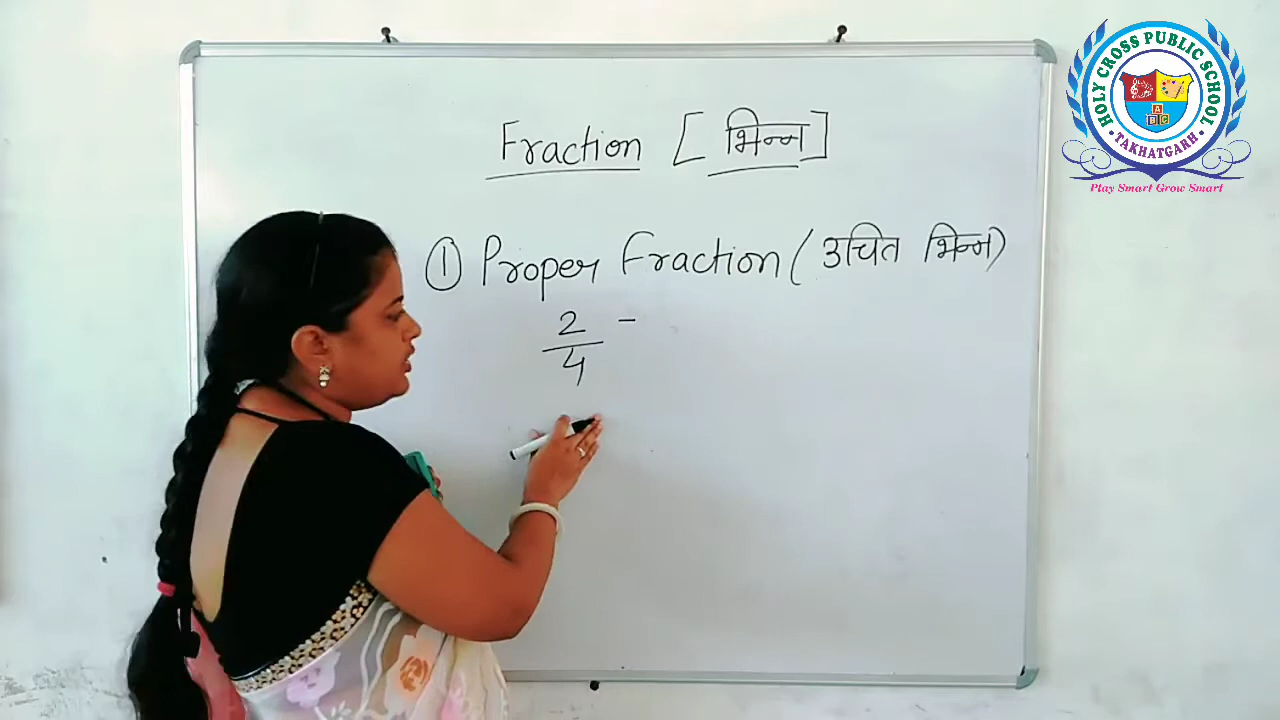 Fraction [ भिन्न ]
① Proper Fraction ( उचित भिन्न )
2 -
4
HOLY CROSS PUBLIC SCHOOL
• TAKHATGARH •
A
B C
Play Smart Grow Smart